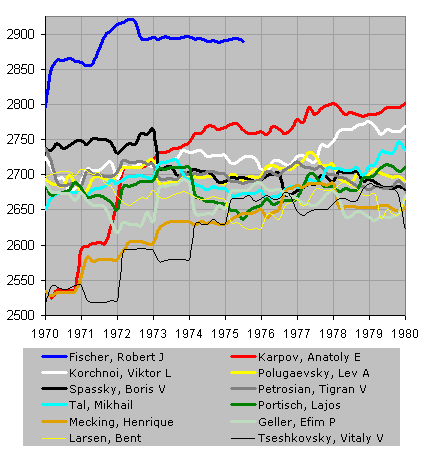 2900
2850
2800
2750
2700
2650
2600
2550
2500
1970 1971 1972 1973 1974 1975 1976 1977 1978 1979 1980
Fischer, Robert J Karpov, Anatoly E
Korchnoi, Viktor L Polugaevsky, Lev A
Spassky, Boris V Petrosian, Tigran V
Tal, Mikhail Portisch, Lajos
Mecking, Henrique Geller, Efim P
Larsen, Bent Tseshkovsky, Vitaly V